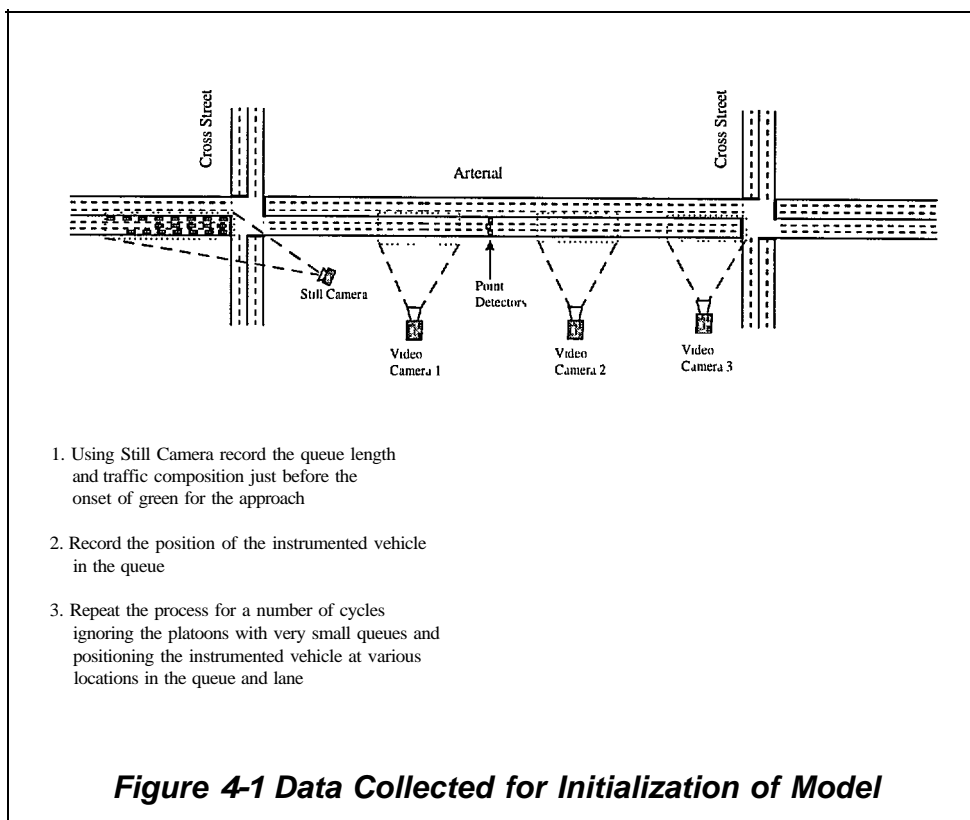 Cross Street
Cross Street
Arterial
Still Camera
Point
Detectors
Video
Camera 1
Video
Camera 2
Video
Camera 3
1. Using Still Camera record the queue length
and traffic composition just before the
onset of green for the approach
2. Record the position of the instrumented vehicle
in the queue
3. Repeat the process for a number of cycles
ignoring the platoons with very small queues and
positioning the instrumented vehicle at various
locations in the queue and lane
Figure 4-1 Data Collected for Initialization of Model